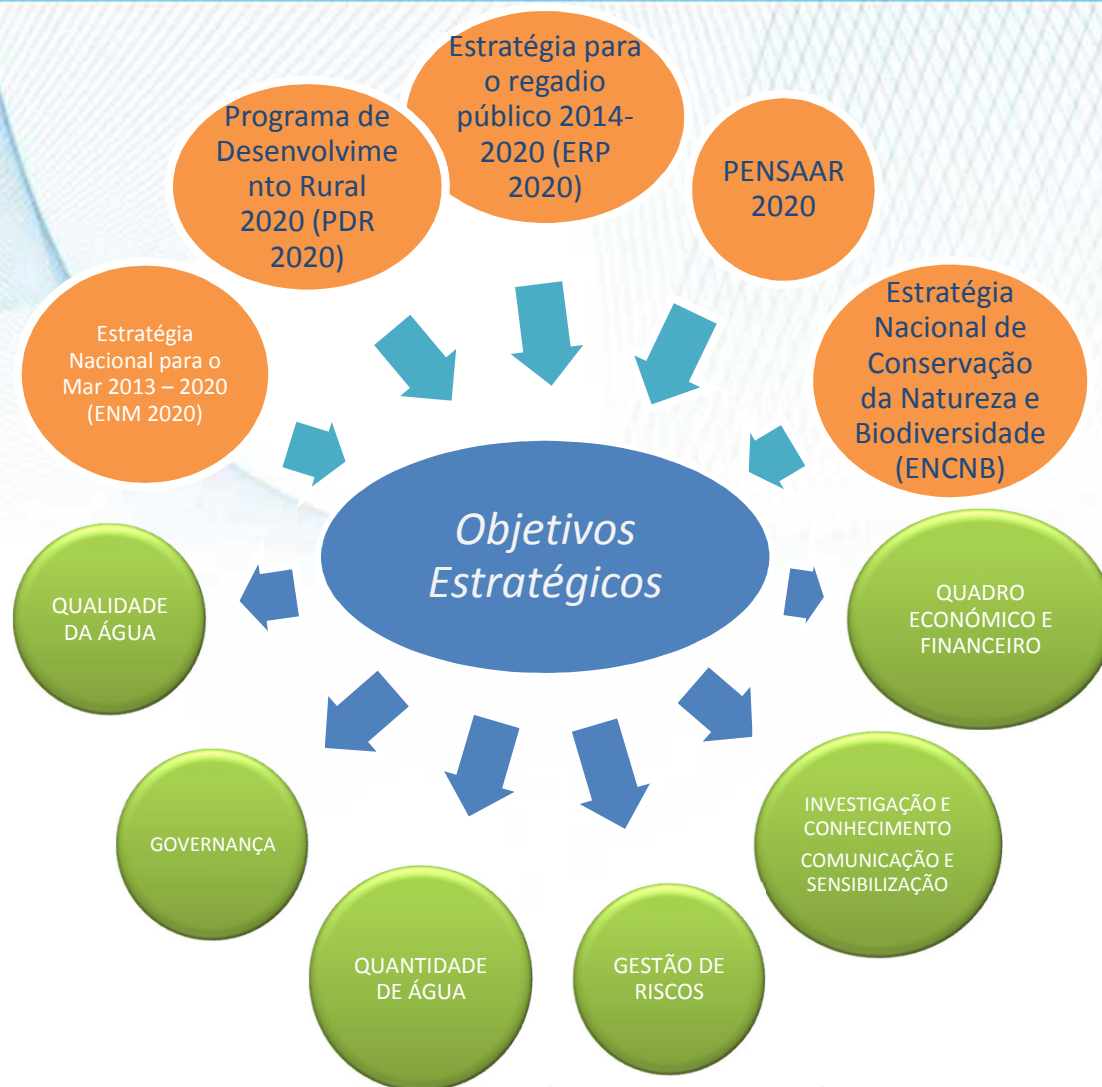 Estratégia para
o regadio
público 2014-
2020 (ERP
2020)
Programa de
Desenvolvime
nto Rural
2020 (PDR
2020)
PENSAAR
2020
Estratégia
Nacional para o
Mar 2013 – 2020
(ENM 2020)
Estratégia
Nacional de
Conservação
da Natureza e
Biodiversidade
(ENCNB)
Objetivos
Estratégicos
QUALIDADE
DA ÁGUA
QUADRO
ECONÓMICO E
FINANCEIRO
GOVERNANÇA
INVESTIGAÇÃO E
CONHECIMENTO
COMUNICAÇÃO E
SENSIBILIZAÇÃO
QUANTIDADE
DE ÁGUA
GESTÃO DE
RISCOS